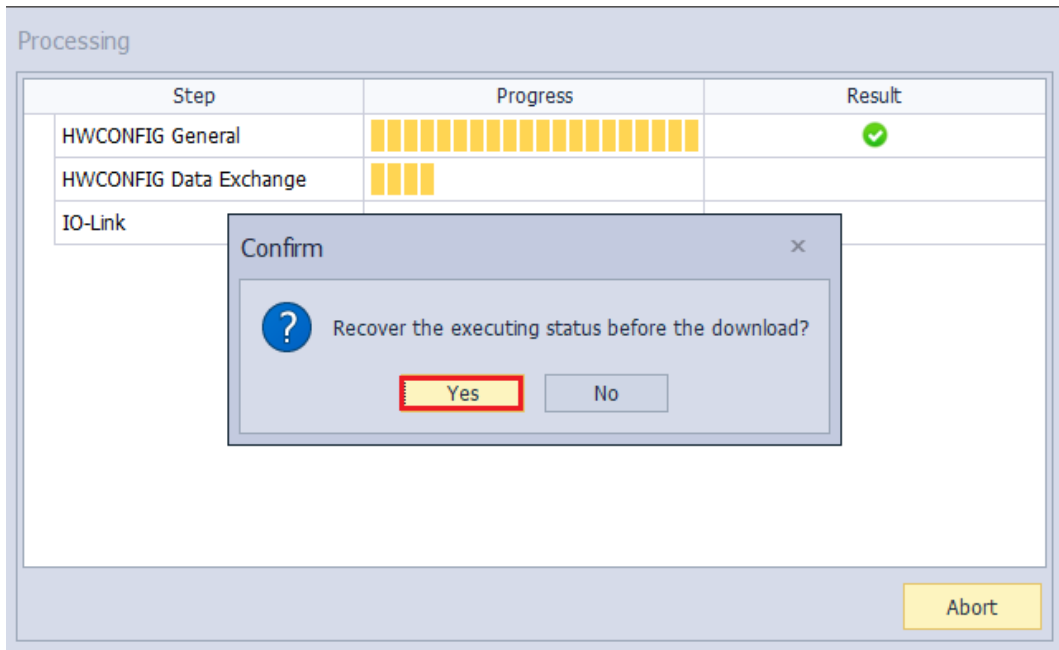 Processing
Step Progress Result
HWCONFIG General
HWCONFIG Data Exchange
IO-Link
Confirm
Recover the executing status before the download?
Yes No
Abort